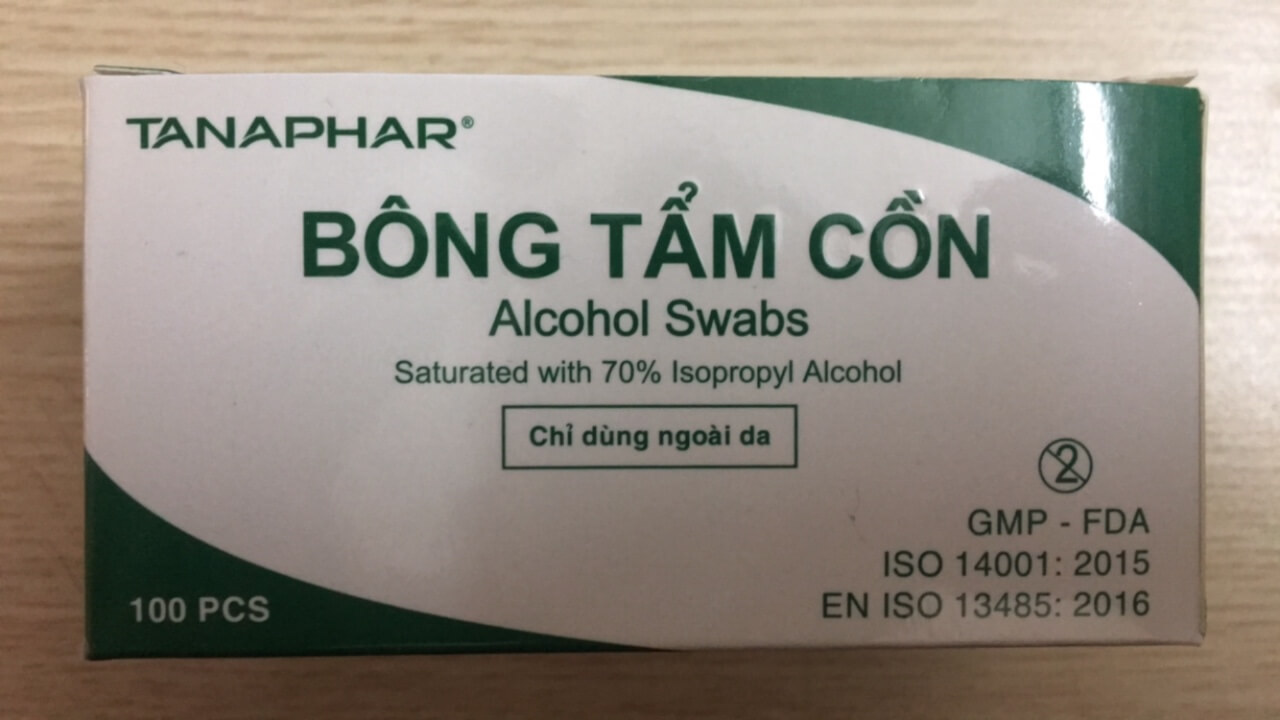 TANAPHAR®
BÔNG TẨM CỒN
Alcohol Swabs
Saturated with 70% Isopropyl Alcohol
Chỉ dùng ngoài da
2
GMP - FDA
ISO 14001: 2015
EN ISO 13485: 2016
100 PCS